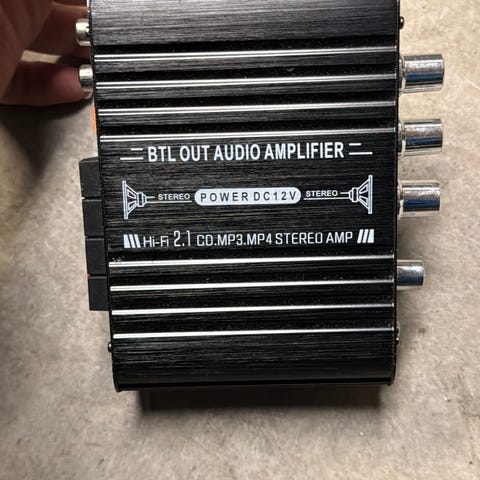 BTL OUT AUDIO AMPLIFIER
STEREO POWER DC12V STEREO
Hi-Fi 2.1 CD.MP3.MP4 STEREO AMP